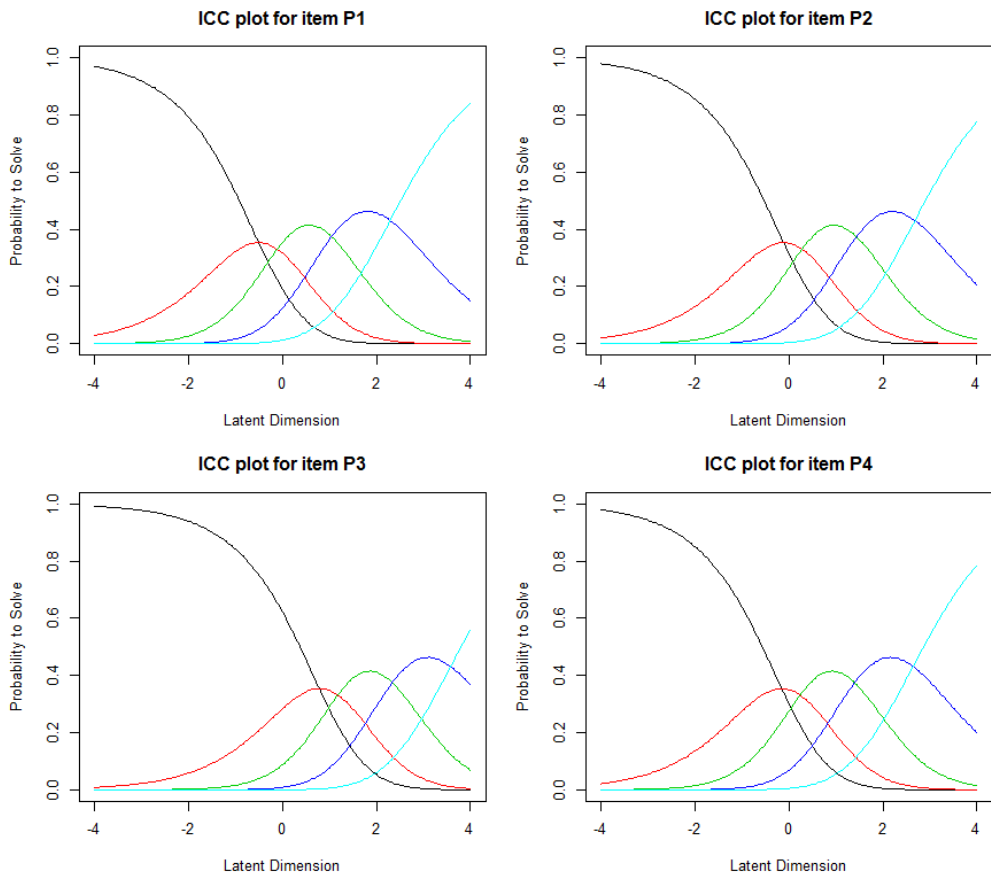 ICC plot for item P1
Probability to Solve
0.0 0.2 0.4 0.6 0.8 1.0
-4 -2 0 2 4
Latent Dimension
ICC plot for item P2
Probability to Solve
0.0 0.2 0.4 0.6 0.8 1.0
-4 -2 0 2 4
Latent Dimension
ICC plot for item P3
Probability to Solve
0.0 0.2 0.4 0.6 0.8 1.0
-4 -2 0 2 4
Latent Dimension
ICC plot for item P4
Probability to Solve
0.0 0.2 0.4 0.6 0.8 1.0
-4 -2 0 2 4
Latent Dimension